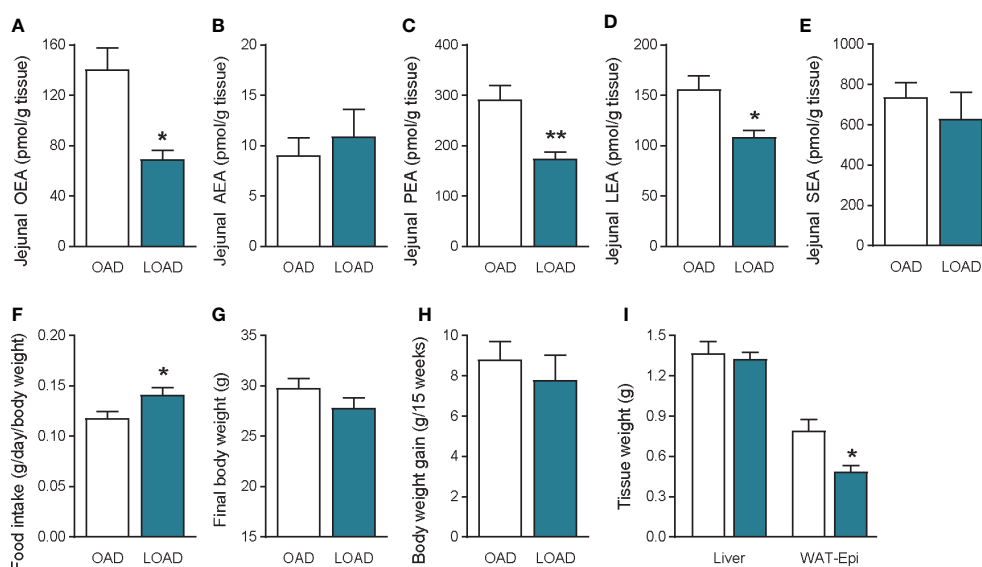 A
Jejunal OEA (pmol/g tissue)
160
120
80
40
0
*
OAD LOAD
B
Jejunal AEA (pmol/g tissue)
20
15
10
5
0
OAD LOAD
C
Jejunal PEA (pmol/g tissue)
400
300
200
100
0
**
OAD LOAD
D
Jejunal LEA (pmol/g tissue)
200
150
100
50
0
*
OAD LOAD
E
Jejunal SEA (pmol/g tissue)
1000
800
600
400
200
0
OAD LOAD
F
Food intake (g/day/body weight)
0.20
0.15
0.10
0.05
0.00
*
OAD LOAD
G
Final body weight (g)
35
30
25
20
15
OAD LOAD
H
Body weight gain (g/15 weeks)
10
8
6
4
2
0
OAD LOAD
I
Tissue weight (g)
1.5
1.2
0.9
0.6
0.3
0.0
*
Liver WAT-Epi